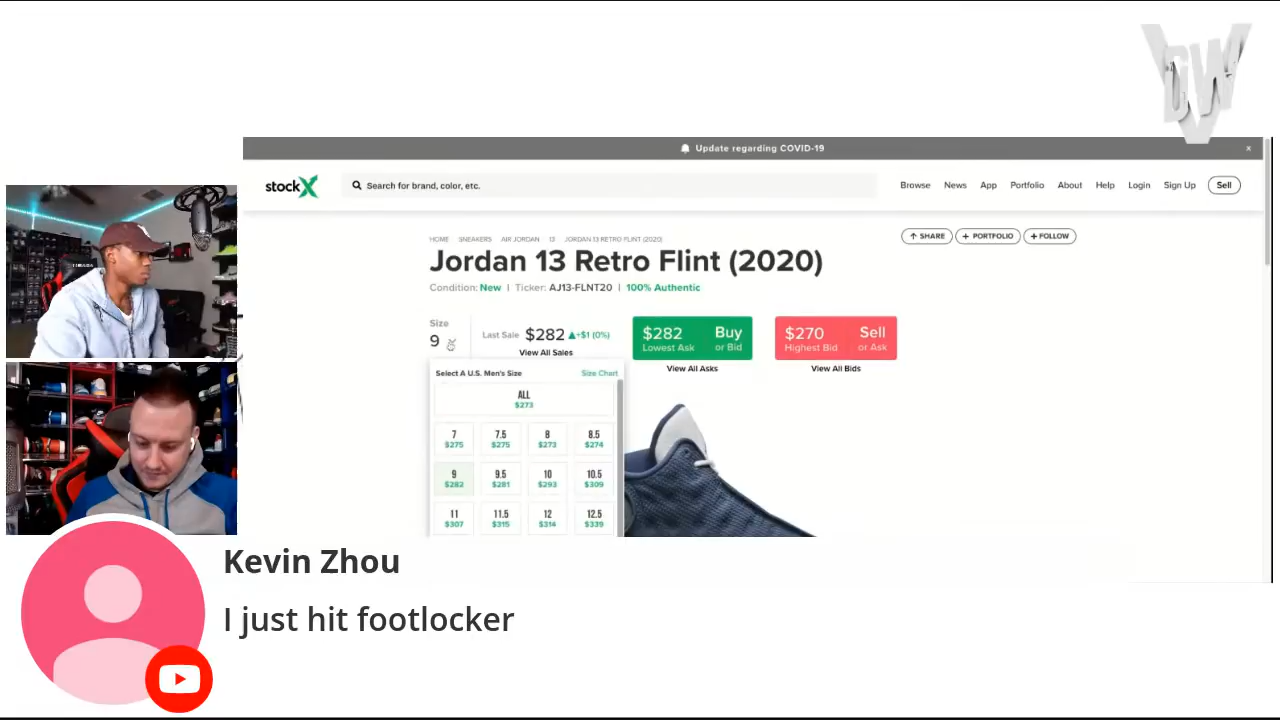 VDW
Update regarding COVID-19
x
stockX
Search for brand, color, etc.
Browse News App Portfolio About Help Login Sign Up Sell
HOME SNEAKERS AIR JORDAN 13 JORDAN 13 RETRO FLINT (2020)
SHARE + PORTFOLIO + FOLLOW
Jordan 13 Retro Flint (2020)
Condition: New | Ticker: AJ13-FLNT20 | 100% Authentic
Size
9
Last Sale $282 ▲+$1 (0%)
View All Sales
$282 Buy
Lowest Ask or Bid
View All Asks
$270 Sell
Highest Bid or Ask
View All Bids
Select A U.S. Men's Size Size Chart
ALL
$273
7 7.5 8 8.5
$275 $275 $273 $274
9 9.5 10 10.5
$282 $281 $293 $309
11 11.5 12 12.5
$307 $315 $314 $339
Kevin Zhou
I just hit footlocker